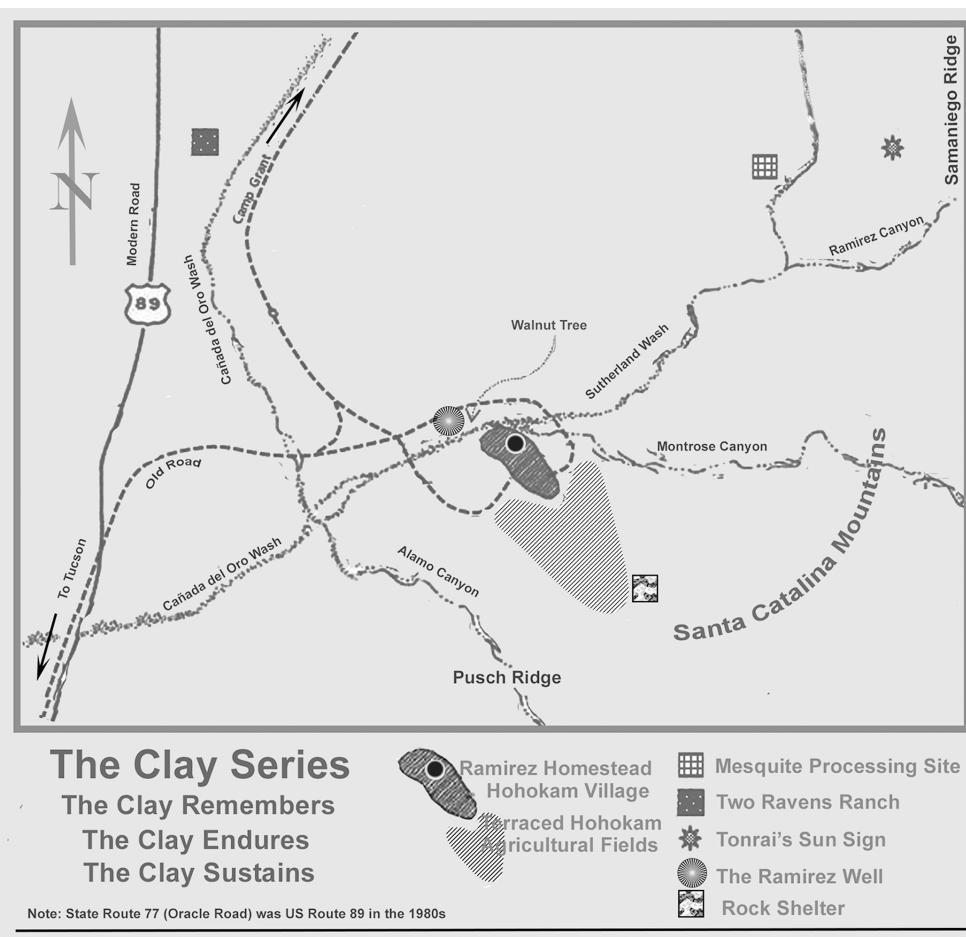 Samaniego Ridge
N
Modern Road
Camp Grant
Ramirez Canyon
89
Cañada del Oro Wash
Walnut Tree
Sutherland Wash
Montrose Canyon
Old Road
Santa Catalina Mountains
To Tucson
Cañada del Oro Wash
Alamo Canyon
Pusch Ridge
The Clay Series
The Clay Remembers
The Clay Endures
The Clay Sustains
Ramirez Homestead
Hohokam Village
Terraced Hohokam
Agricultural Fields
Mesquite Processing Site
Two Ravens Ranch
Tonrai's Sun Sign
The Ramirez Well
Rock Shelter
Note: State Route 77 (Oracle Road) was US Route 89 in the 1980s